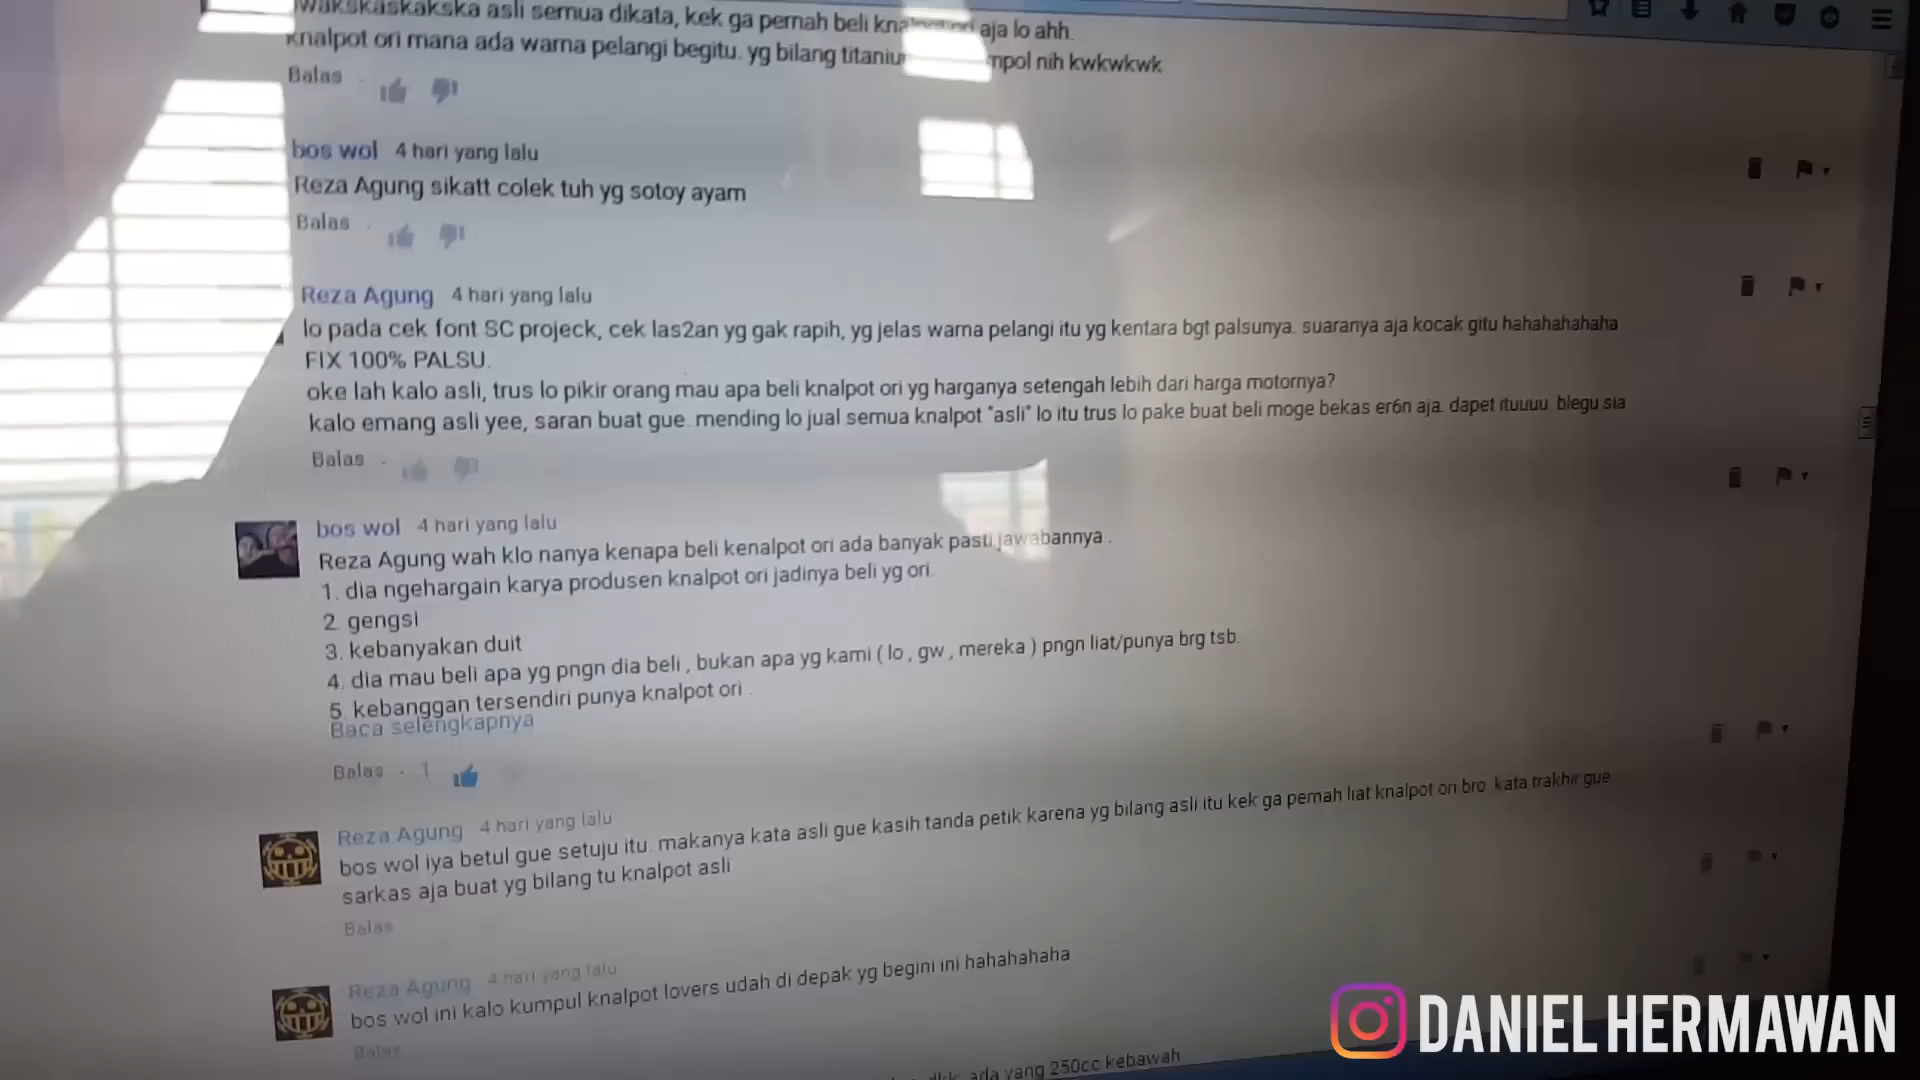 asli semua dikata, kek ga pernah beli aja lo ahh.
knalpot ori mana ada warna pelangi begitu. yg bilang nih kwkwkwk
Balas
bos wol 4 hari yang lalu
Reza Agung sikatt colek tuh yg sotoy ayam
Balas
Reza Agung 4 hari yang lalu
lo pada cek font SC projeck, cek las2an yg gak rapih, yg jelas warna pelangi itu yg kentara bgt palsunya. suaranya aja kocak gitu hahahahahaha
FIX 100% PALSU.
oke lah kalo asli, trus lo pikir orang mau apa beli knalpot ori yg harganya setengah lebih dari harga motornya?
kalo emang asli yee, saran buat gue. mending lo jual semua knalpot "asli" lo itu trus lo pake buat beli moge bekas er6n aja. dapet ituuuu. blegu sia
Balas
bos wol 4 hari yang lalu
Reza Agung wah klo nanya kenapa beli kenalpot ori ada banyak pasti jawabannya .
1. dia ngehargain karya produsen knalpot ori jadinya beli yg ori.
2. gengsi
3. kebanyakan duit
4. dia mau beli apa yg pngn dia beli , bukan apa yg kami ( lo , gw , mereka ) pngn liat/punya brg tsb.
5. kebanggan tersendiri punya knalpot ori .
Baca selengkapnya
Balas · 1
Reza Agung 4 hari yang lalu
bos wol iya betul gue setuju itu. makanya kata asli gue kasih tanda petik karena yg bilang asli itu kek ga pernah liat knalpot ori bro. kata trakhir gue
sarkas aja buat yg bilang tu knalpot asli
Balas
Reza Agung 4 hari yang lalu
bos wol ini kalo kumpul knalpot lovers udah di depak yg begini ini hahahahaha
Balas
ada yang 250cc kebawah
DANIEL HERMAWAN